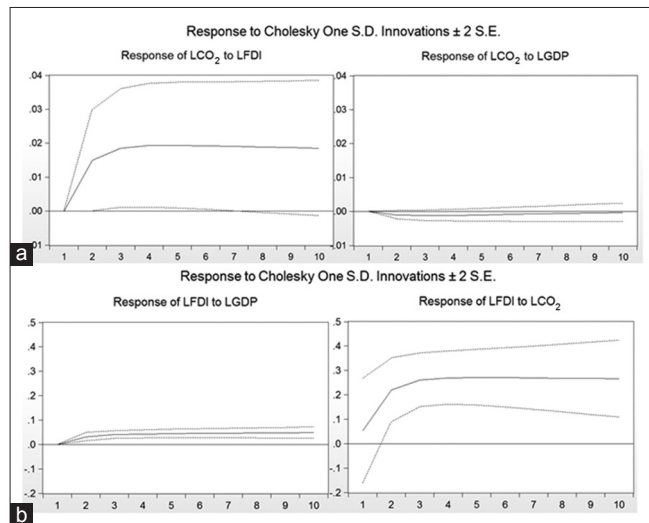 Response to Cholesky One S.D. Innovations ± 2 S.E.
Response of LCO₂ to LFDI
Response of LCO₂ to LGDP
.04
.03
.02
.01
.00
.01
1 2 3 4 5 6 7 8 9 10
.04
.03
.02
.01
.00
.01
1 2 3 4 5 6 7 8 9 10
a
Response to Cholesky One S.D. Innovations ± 2 S.E.
Response of LFDI to LGDP
Response of LFDI to LCO₂
.5
.4
.3
.2
.1
.0
-.1
-.2
1 2 3 4 5 6 7 8 9 10
.5
.4
.3
.2
.1
.0
-.1
-.2
1 2 3 4 5 6 7 8 9 10
b